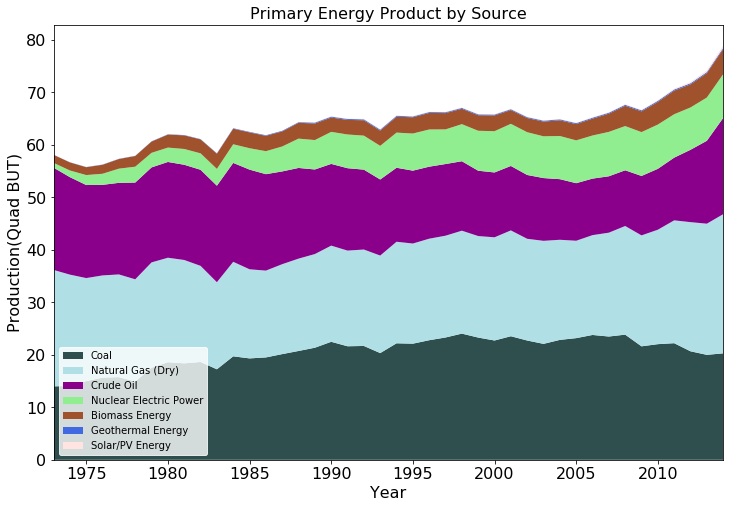 Primary Energy Product by Source
Production(Quad BUT)
80
70
60
50
40
30
20
10
0
Coal
Natural Gas (Dry)
Crude Oil
Nuclear Electric Power
Biomass Energy
Geothermal Energy
Solar/PV Energy
1975 1980 1985 1990 1995 2000 2005 2010
Year